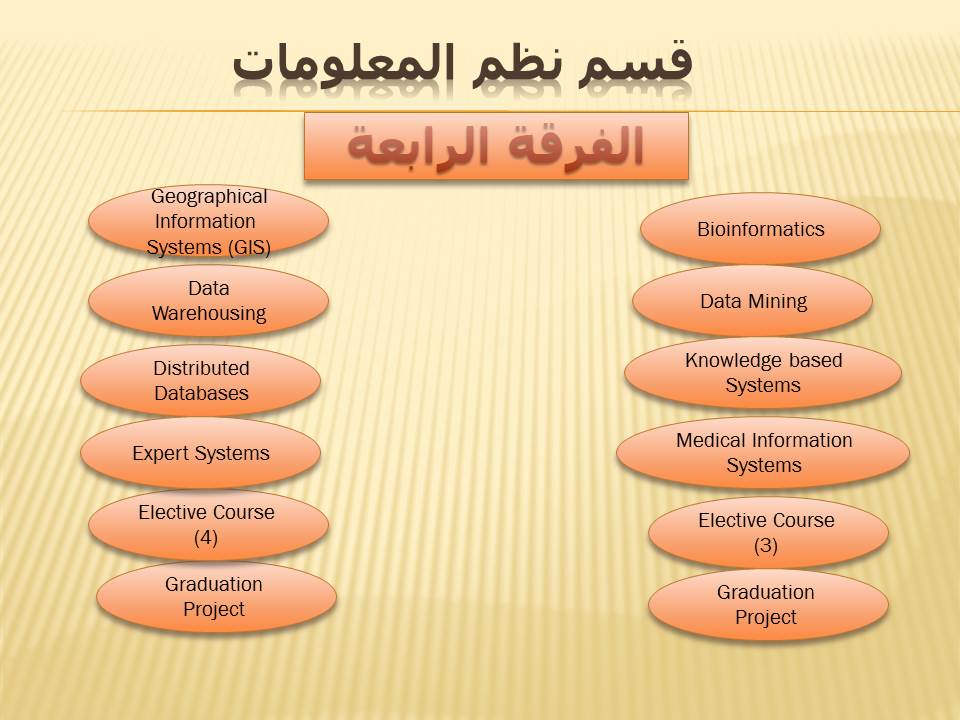 قسم نظم المعلومات
الفرقة الرابعة
Geographical
Information
Systems (GIS)
Data
Warehousing
Distributed
Databases
Expert Systems
Elective Course
(4)
Graduation
Project
Bioinformatics
Data Mining
Knowledge based
Systems
Medical Information
Systems
Elective Course
(3)
Graduation
Project